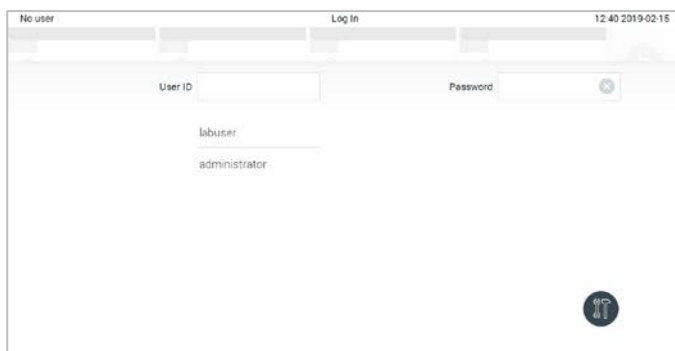 No user Log In 12:40 2019-02-15
User ID Password
labuser
administrator